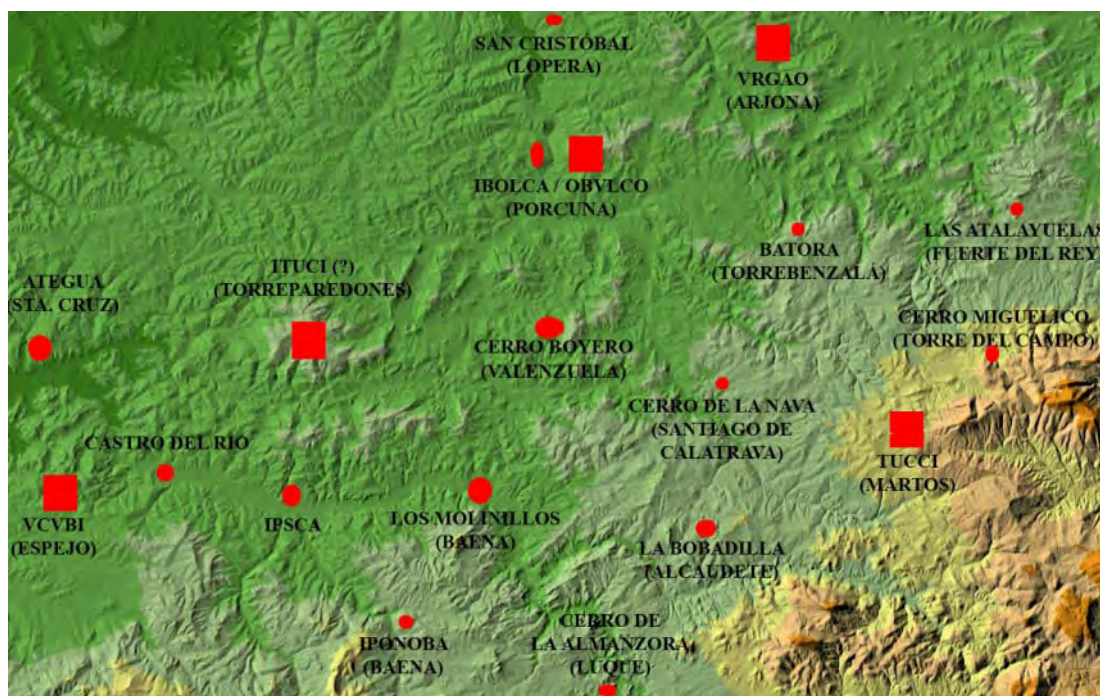 SAN CRISTÓBAL
(LOPERA)
VRGAO
(ARJONA)
IBOLCA / OBVLCO
(PORCUNA)
BATORA
(TORREBENZALÁ)
LAS ATALAYUELAS
(FUERTE DEL REY
ATEGUA
(STA. CRUZ)
ITUCI (?)
(TORREPAREDONES)
CERRO BOYERO
(VALENZUELA)
CERRO MIGUELICO
(TORRE DEL CAMPO)
CERRO DE LA NAVA
(SANTIAGO DE
CALATRAVA)
TUCCI
(MARTOS)
CASTRO DEL RÍO
VCVBI
(ESPEJO)
IPSCA
LOS MOLINILLOS
(BAENA)
LA BOBADILLA
(ALCAUDETE)
IPONOBA
(BAENA)
CERRO DE
LA ALMANZORA
(LUQUE)